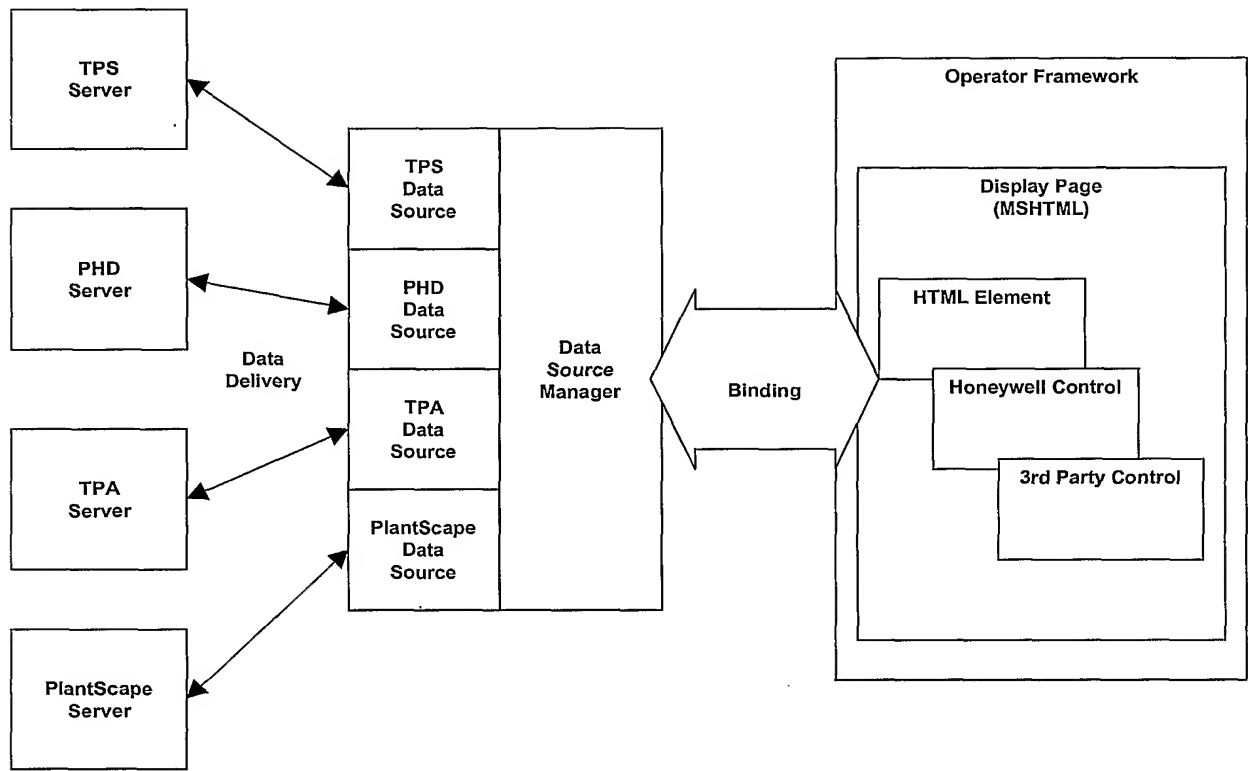 TPS
Server
PHD
Server
Data
Delivery
TPA
Server
PlantScape
Server
TPS
Data
Source
PHD
Data
Source
TPA
Data
Source
PlantScape
Data
Source
Data
Source
Manager
Binding
Operator Framework
Display Page
(MSHTML)
HTML Element
Honeywell Control
3rd Party Control